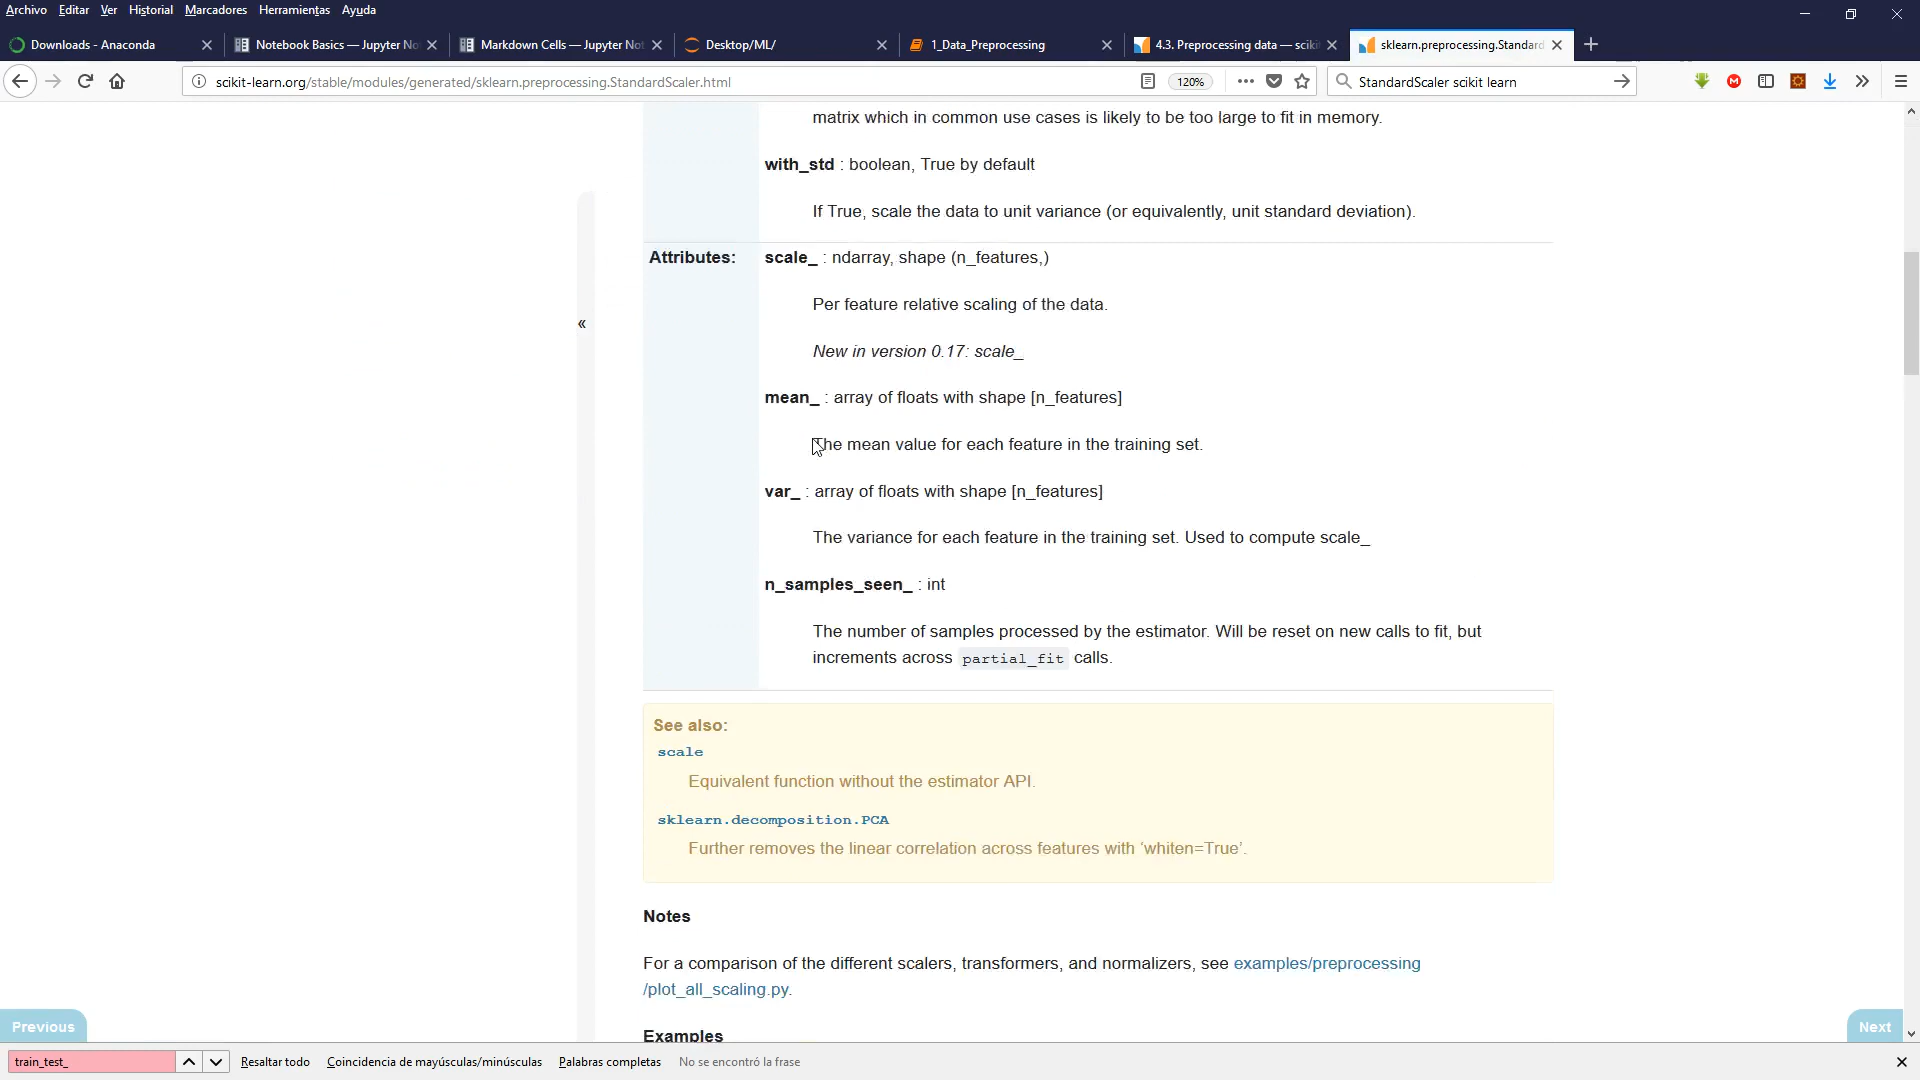 Archivo Editar Ver Historial Marcadores Herramientas Ayuda
Downloads - Anaconda
Notebook Basics — Jupyter No
Markdown Cells — Jupyter Not
Desktop/ML/
1_Data_Preprocessing
4.3. Preprocessing data — sciki
sklearn.preprocessing.Standard
scikit-learn.org/stable/modules/generated/sklearn.preprocessing.StandardScaler.html
120%
StandardScaler scikit learn
matrix which in common use cases is likely to be too large to fit in memory.
with_std : boolean, True by default
If True, scale the data to unit variance (or equivalently, unit standard deviation).
Attributes: scale_ : ndarray, shape (n_features,)
Per feature relative scaling of the data.
New in version 0.17: scale_
mean_ : array of floats with shape [n_features]
«
The mean value for each feature in the training set.
var_ : array of floats with shape [n_features]
The variance for each feature in the training set. Used to compute scale_
n_samples_seen_ : int
The number of samples processed by the estimator. Will be reset on new calls to fit, but
increments across partial_fit calls.
See also:
scale
Equivalent function without the estimator API.
sklearn.decomposition.PCA
Further removes the linear correlation across features with ‘whiten=True’.
Notes
For a comparison of the different scalers, transformers, and normalizers, see examples/preprocessing
/plot_all_scaling.py.
Examples
Previous
Next
train_test_
Resaltar todo
Coincidencia de mayúsculas/minúsculas
Palabras completas
No se encontró la frase